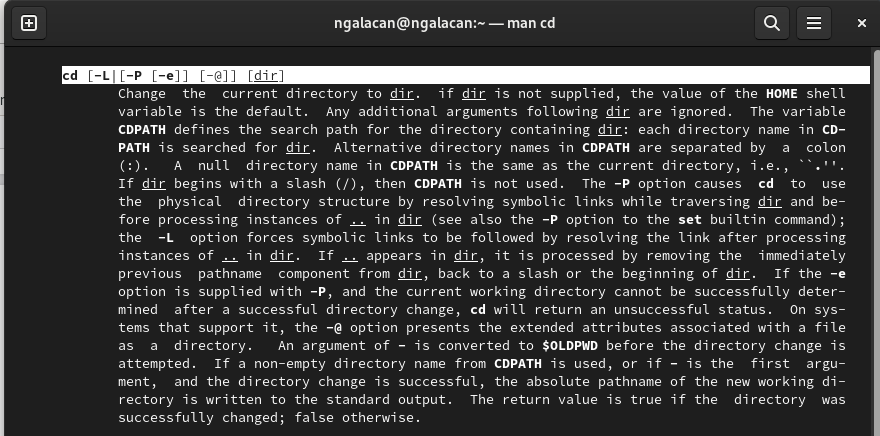 ngalacan@ngalacan:~ — man cd
cd [-L|[-P [-e]] [-@]] [dir]
Change  the  current directory to dir.  if dir is not supplied, the value of the HOME shell
variable is the default.  Any additional arguments following dir are ignored.  The variable
CDPATH defines the search path for the directory containing dir: each directory name in CD-
PATH is searched for dir.  Alternative directory names in CDPATH are separated by  a  colon
(:).   A  null  directory name in CDPATH is the same as the current directory, i.e., ``.''.
If dir begins with a slash (/), then CDPATH is not used.  The -P option causes  cd  to  use
the  physical  directory structure by resolving symbolic links while traversing dir and be-
fore processing instances of .. in dir (see also the -P option to the set builtin command);
the  -L  option forces symbolic links to be followed by resolving the link after processing
instances of .. in dir.  If .. appears in dir, it is processed by removing the  immediately
previous  pathname  component from dir, back to a slash or the beginning of dir.  If the -e
option is supplied with -P, and the current working directory cannot be successfully deter-
mined  after a successful directory change, cd will return an unsuccessful status.  On sys-
tems that support it, the -@ option presents the extended attributes associated with a file
as  a  directory.   An argument of - is converted to $OLDPWD before the directory change is
attempted.  If a non-empty directory name from CDPATH is used, or if - is the  first  argu-
ment,  and the directory change is successful, the absolute pathname of the new working di-
rectory is written to the standard output.  The return value is true if the  directory  was
successfully changed; false otherwise.